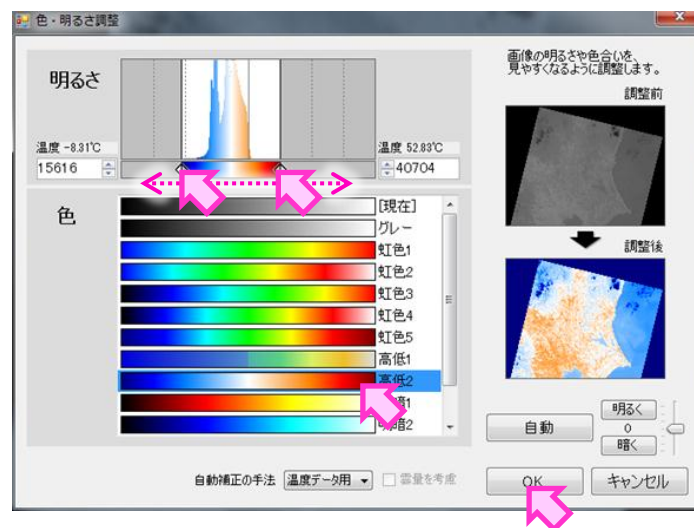 色・明るさ調整
画像の明るさや色合いを、
見やすくなるように調整します。
明るさ
調整前
温度 -8.31℃
温度 52.83℃
15616
40704
色
[現在]
グレー
虹色1
虹色2
虹色3
虹色4
虹色5
高低1
高低2
明暗2
調整後
自動
明るく
0
暗く
自動補正の手法
温度データ用
雲量を考慮
OK
キャンセル